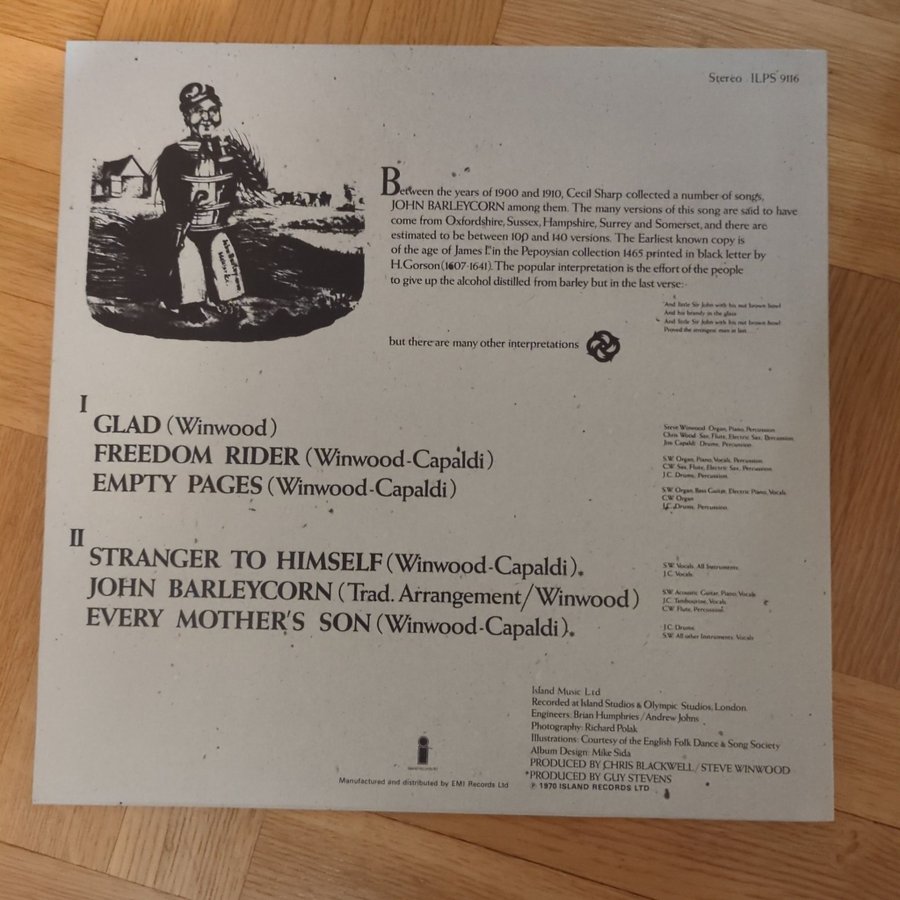 Stereo ILPS 9116
Between the years of 1900 and 1910, Cecil Sharp collected a number of songs,
JOHN BARLEYCORN among them. The many versions of this song are said to have
come from Oxfordshire, Sussex, Hampshire, Surrey and Somerset, and there are
estimated to be between 100 and 140 versions. The Earliest known copy is
of the age of James I. in the Pepoysian collection 1465 printed in black letter by
H.Gorson(1607-1641). The popular interpretation is the effort of the people
to give up the alcohol distilled from barley but in the last verse:
And little Sir John with his nut brown bowl
And his brandy in the glass
And little Sir John with his nut brown bowl
Proved the strongest man at last
but there are many other interpretations
I
GLAD (Winwood)
FREEDOM RIDER (Winwood-Capaldi)
EMPTY PAGES (Winwood-Capaldi)
Steve Winwood Organ, Piano, Percussion
Chris Wood Sax, Flute, Electric Sax, Percussion
Jim Capaldi Drums, Percussion
S.W. Organ, Piano, Vocals, Percussion
C.W. Sax, Flute, Electric Sax, Percussion
J.C. Drums, Percussion
S.W. Organ, Bass Guitar, Electric Piano, Vocals
C.W Organ
J.C. Drums, Percussion
II
STRANGER TO HIMSELF (Winwood-Capaldi)*
JOHN BARLEYCORN (Trad. Arrangement/Winwood)
EVERY MOTHER'S SON (Winwood-Capaldi)*
S.W. Vocals, All Instruments
J.C. Vocals
S.W. Acoustic Guitar, Piano, Vocals
J.C. Tambourine, Vocals
C.W. Flute, Percussion
J.C. Drums
S.W. All other Instruments, Vocals
Island Music Ltd
Recorded at Island Studios & Olympic Studios, London
Engineers: Brian Humphries/Andrew Johns
Photography: Richard Polak
Illustrations: Courtesy of the English Folk Dance & Song Society
Album Design: Mike Sida
PRODUCED BY CHRIS BLACKWELL/STEVE WINWOOD
*PRODUCED BY GUY STEVENS
℗ 1970 ISLAND RECORDS LTD
i
Manufactured and distributed by EMI Records Ltd